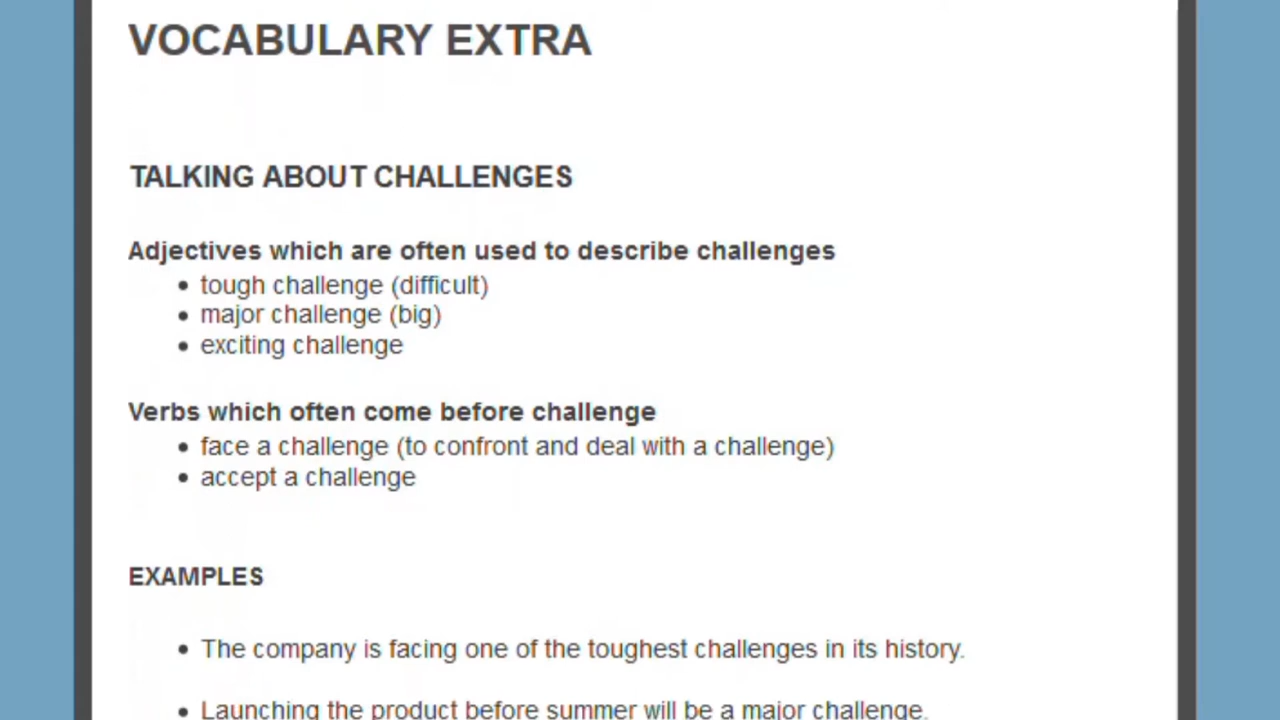 VOCABULARY EXTRA
TALKING ABOUT CHALLENGES
Adjectives which are often used to describe challenges
• tough challenge (difficult)
• major challenge (big)
• exciting challenge
Verbs which often come before challenge
• face a challenge (to confront and deal with a challenge)
• accept a challenge
EXAMPLES
• The company is facing one of the toughest challenges in its history.
• Launching the product before summer will be a major challenge.